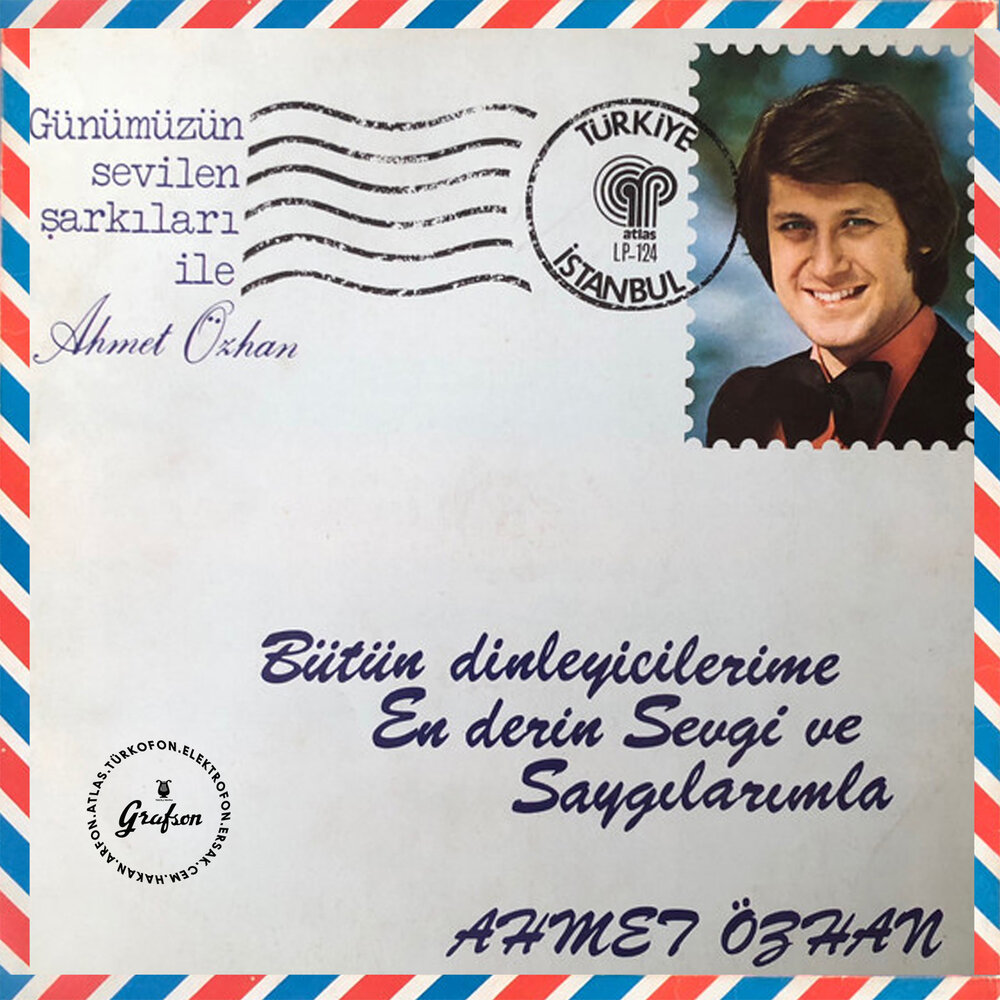 Günümüzün
sevilen
şarkıları
ile
Ahmet Özhan
TÜRKİYE
atlas
LP-124
İSTANBUL
Bütün dinleyicilerime
En derin Sevgi ve
Saygılarımla
ARFON.ATLAS.TÜRKOFON.ELEKTROFON.ERSAK.CEM.HAKAN.
Grafson
AHMET ÖZHAN